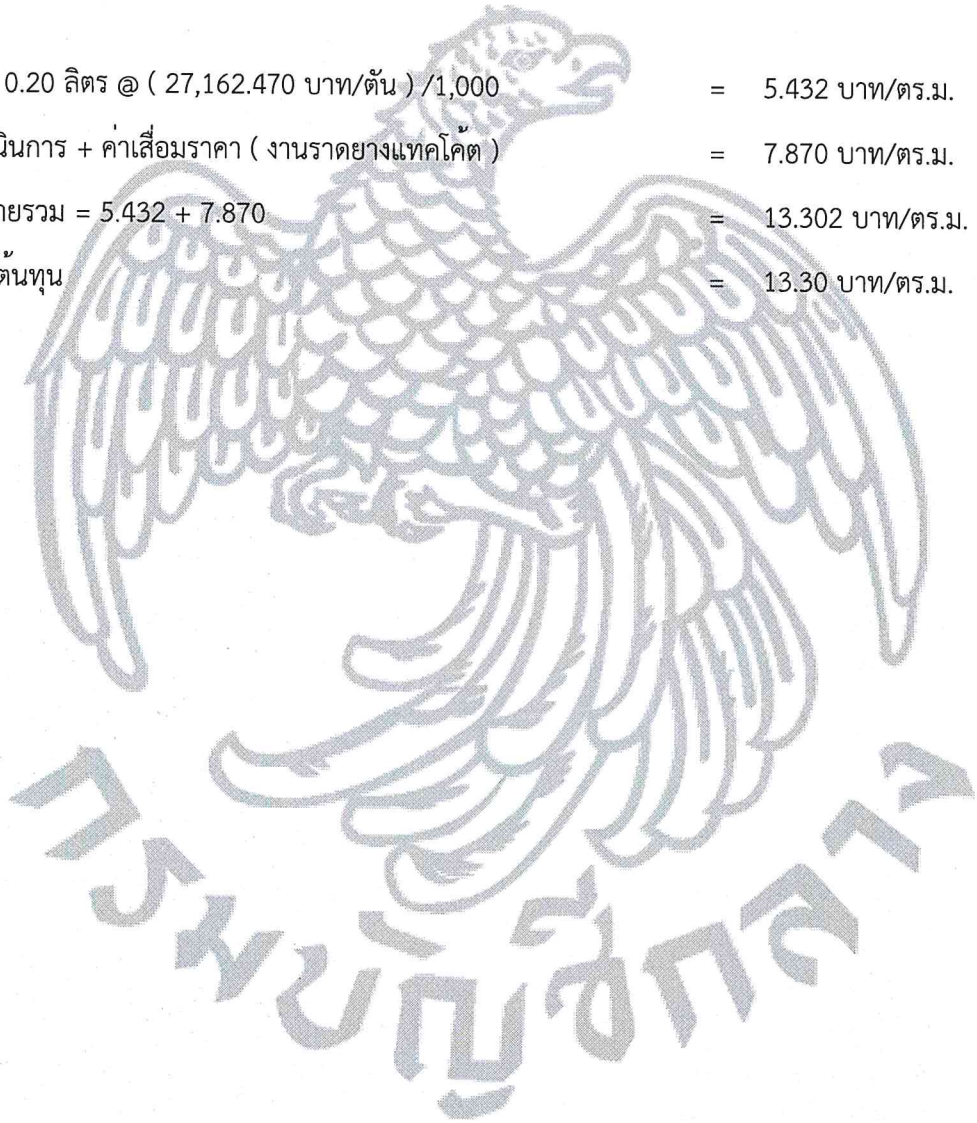 0.20 ลิตร @ ( 27,162.470 บาท/ตัน ) /1,000 = 5.432 บาท/ตร.ม.
นินการ + ค่าเสื่อมราคา ( งานราดยางแทคโค้ต ) = 7.870 บาท/ตร.ม.
ายรวม = 5.432 + 7.870 = 13.302 บาท/ตร.ม.
ต้นทุน = 13.30 บาท/ตร.ม.
กรมบัญชีกลาง